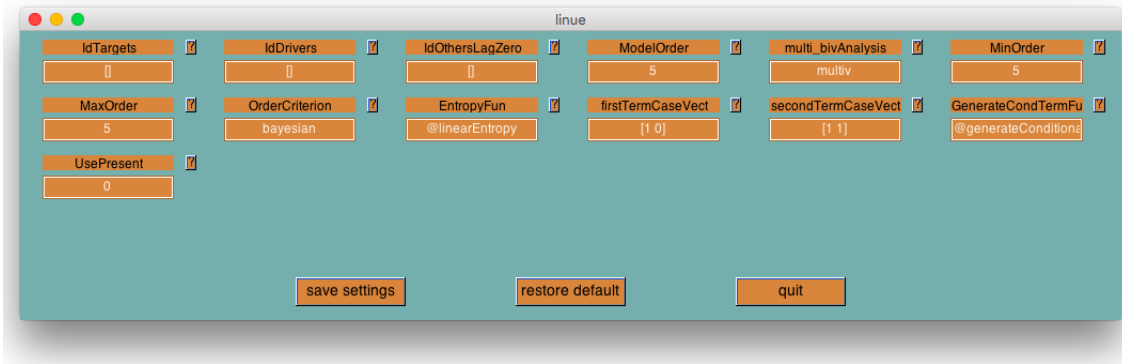 linue
IdTargets ? IdDrivers ? IdOthersLagZero ? ModelOrder ? multi_bivAnalysis ? MinOrder ?
[] [] [] 5 multiv 5
MaxOrder ? OrderCriterion ? EntropyFun ? firstTermCaseVect ? secondTermCaseVect ? GenerateCondTermFu ?
5 bayesian @linearEntropy [1 0] [1 1] @generateConditiona
UsePresent ?
0
save settings restore default quit